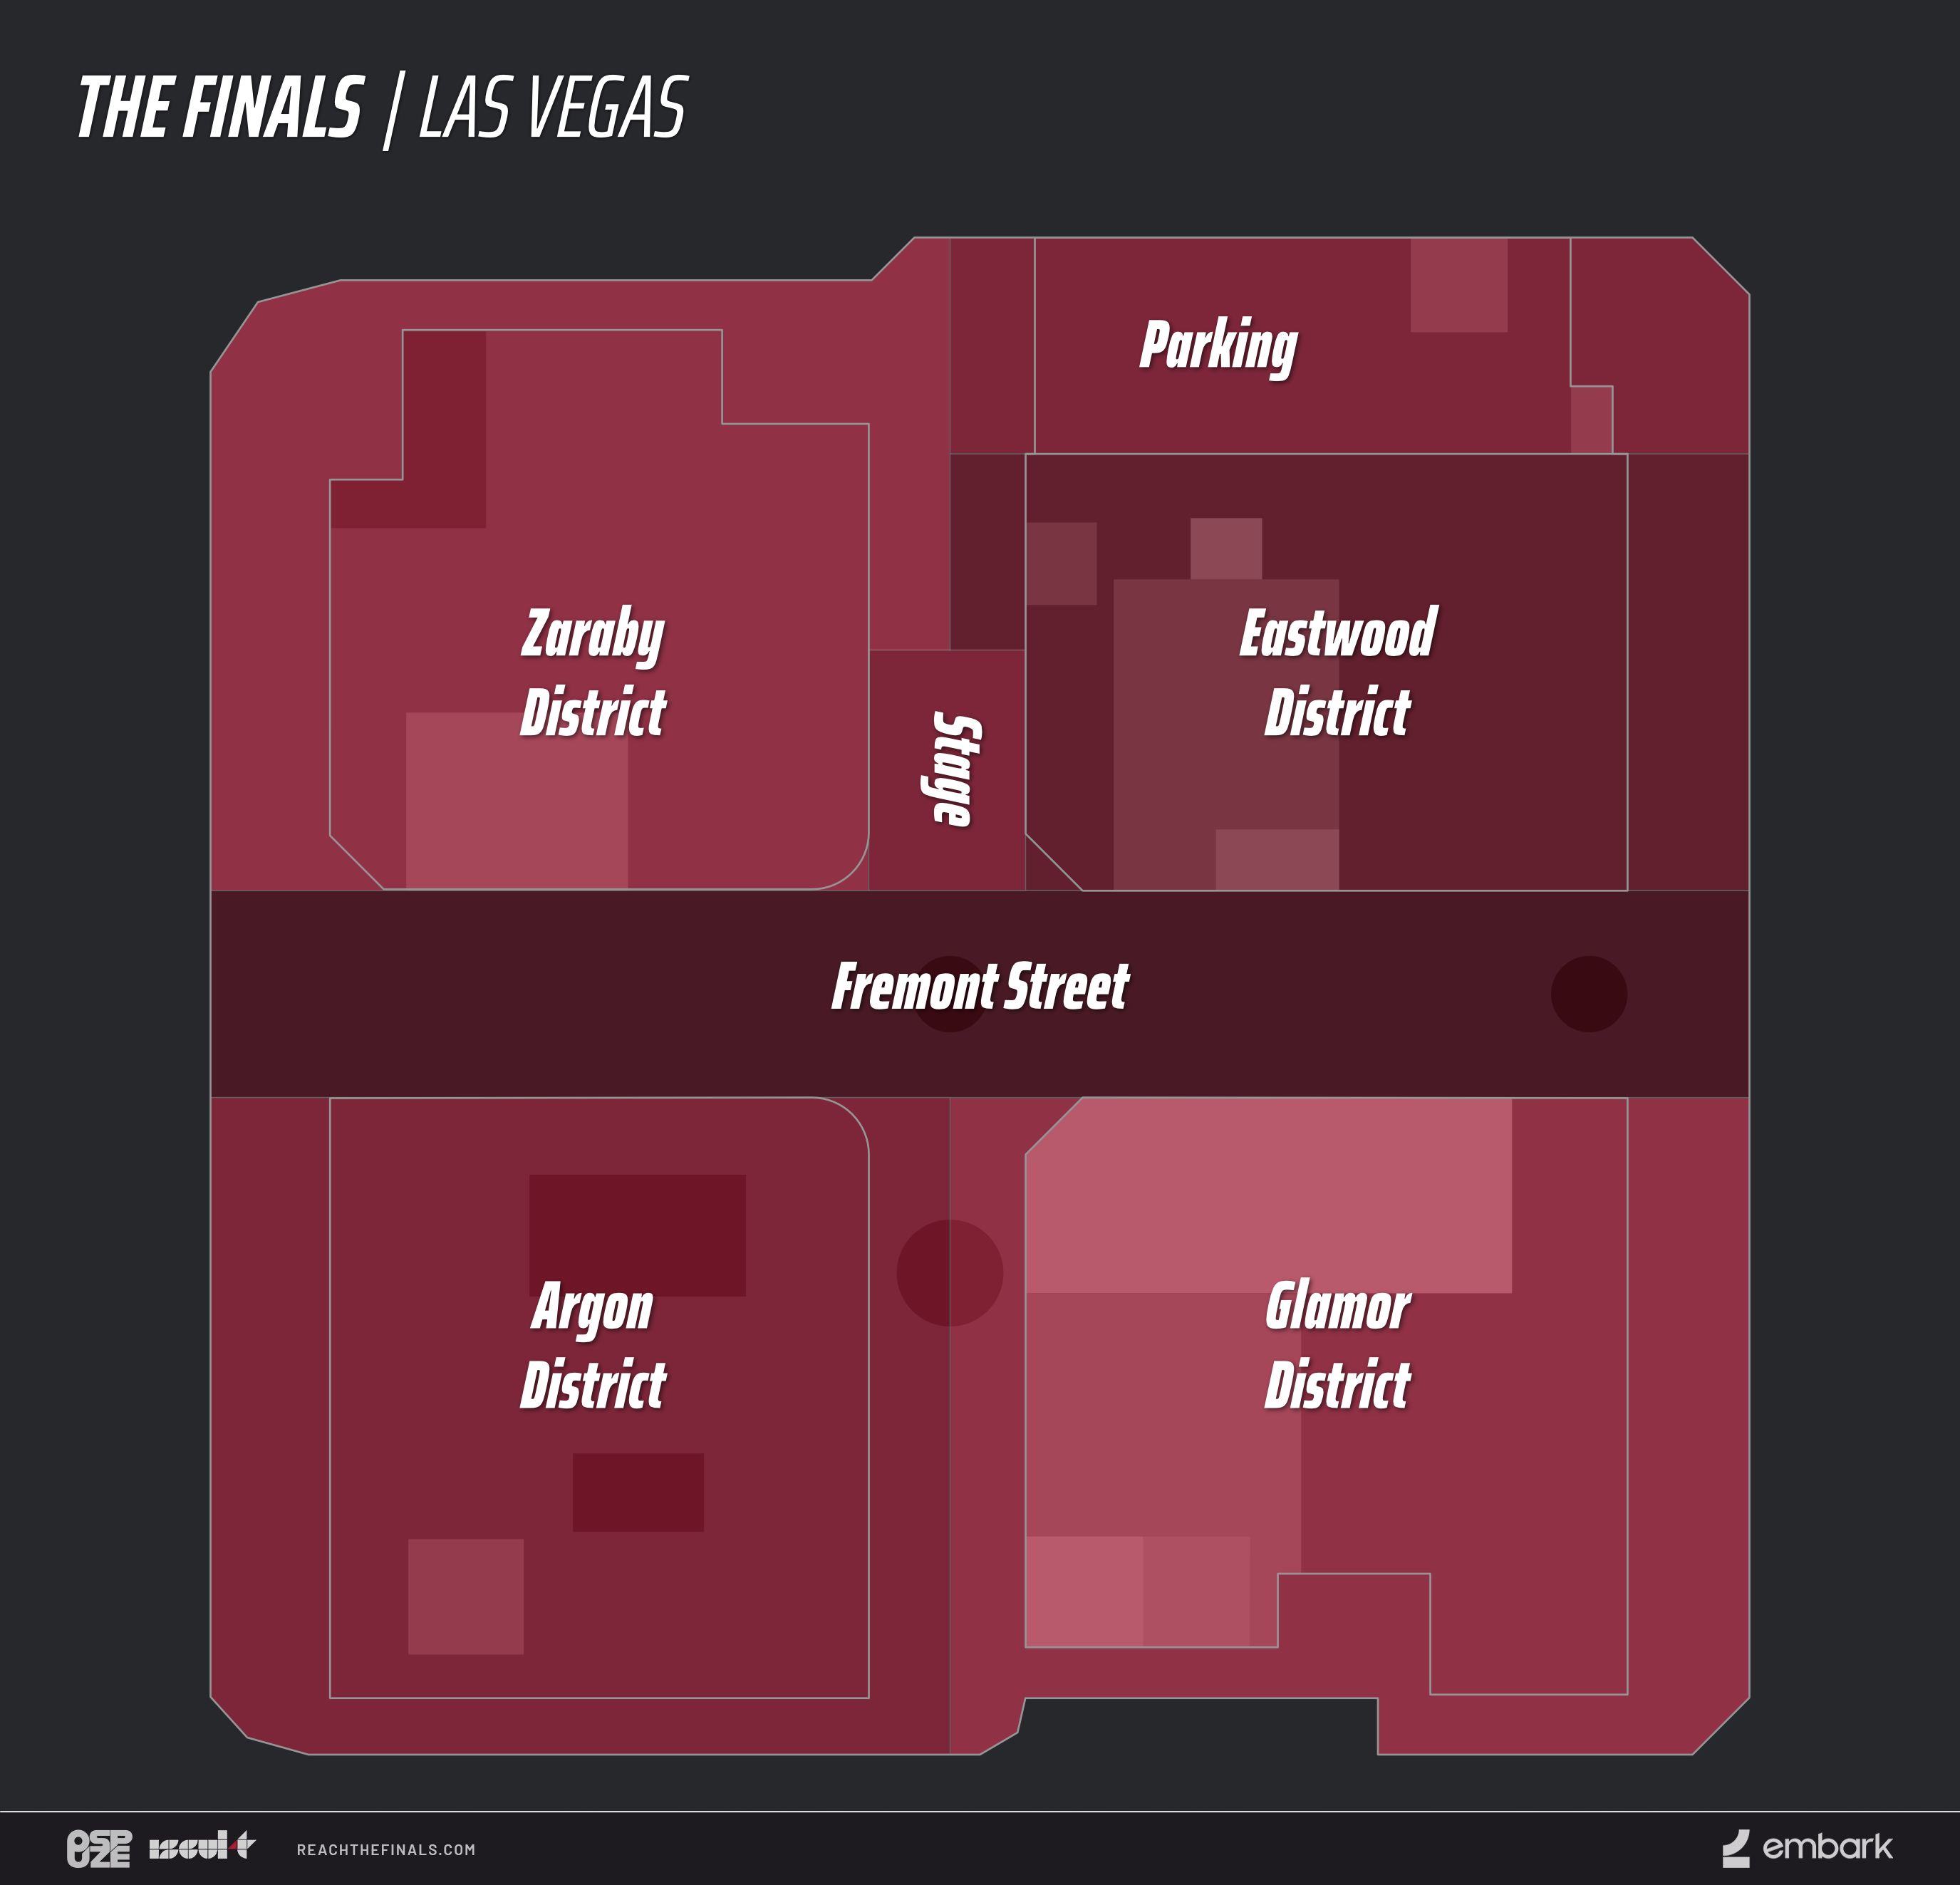 THE FINALS / LAS VEGAS
Parking
Zaraby
District
Eastwood
District
Stage
Fremont Street
Argon
District
Glamor
District
OSPUZE
ISEUL-T
REACHTHEFINALS.COM
embark